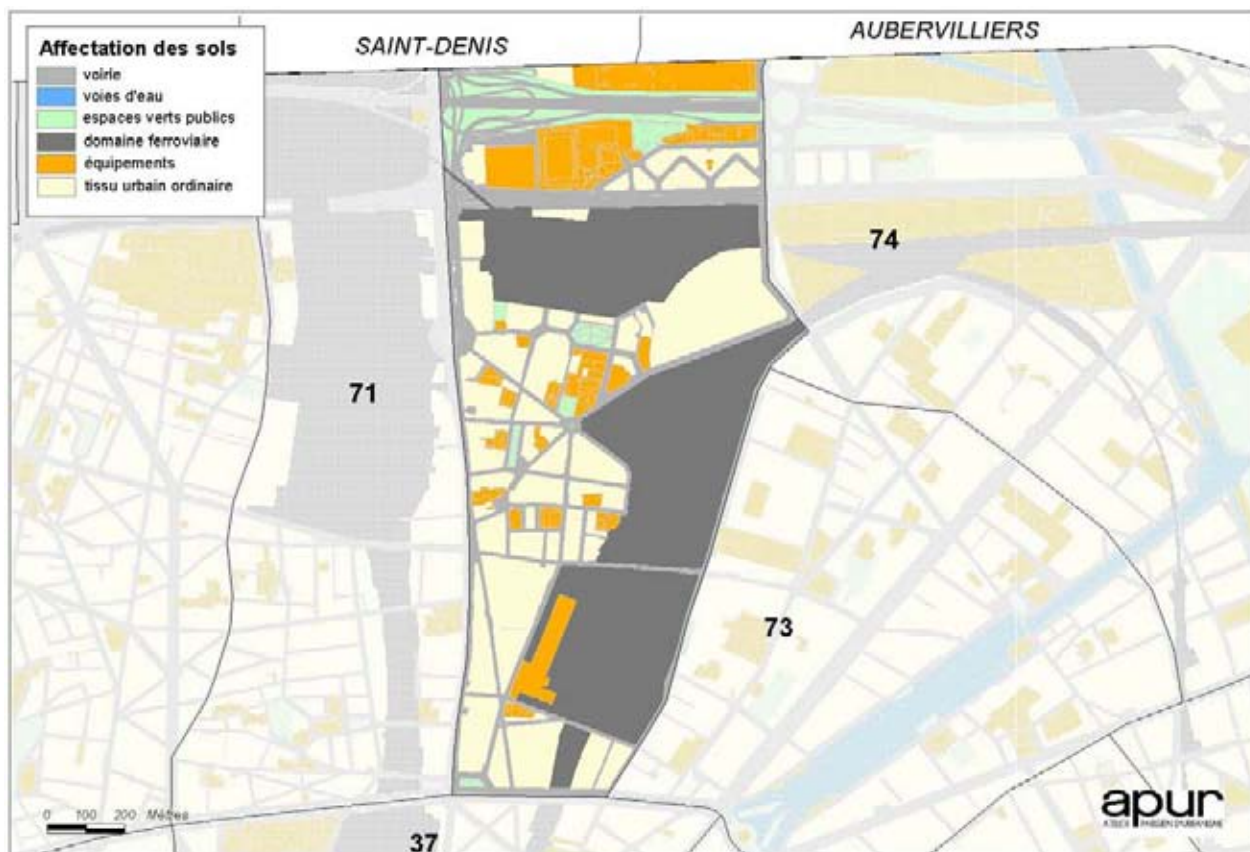 SAINT-DENIS
AUBERVILLIERS
Affectation des sols
voirie
voies d'eau
espaces verts publics
domaine ferroviaire
équipements
tissu urbain ordinaire
74
71
73
0 100 200 Mètres
37
apur